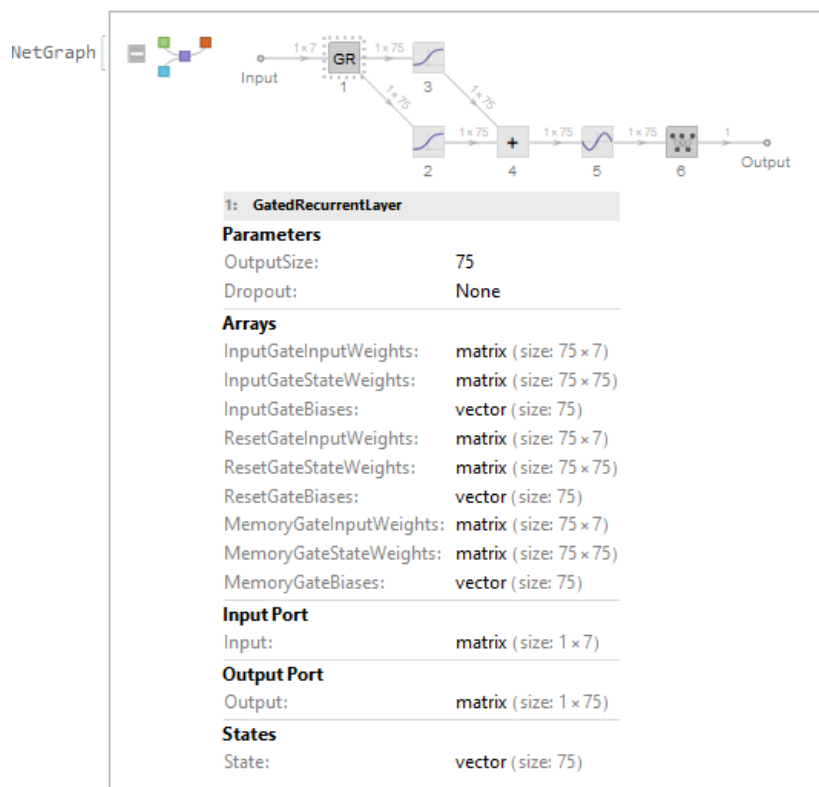 NetGraph
Input
1×7
GR
1
1×75
3
1×75
1×75
2
1×75
+
4
1×75
5
1×75
6
1
Output
1: GatedRecurrentLayer
Parameters
OutputSize: 75
Dropout: None
Arrays
InputGateInputWeights: matrix (size: 75×7)
InputGateStateWeights: matrix (size: 75×75)
InputGateBiases: vector (size: 75)
ResetGateInputWeights: matrix (size: 75×7)
ResetGateStateWeights: matrix (size: 75×75)
ResetGateBiases: vector (size: 75)
MemoryGateInputWeights: matrix (size: 75×7)
MemoryGateStateWeights: matrix (size: 75×75)
MemoryGateBiases: vector (size: 75)
Input Port
Input: matrix (size: 1×7)
Output Port
Output: matrix (size: 1×75)
States
State: vector (size: 75)